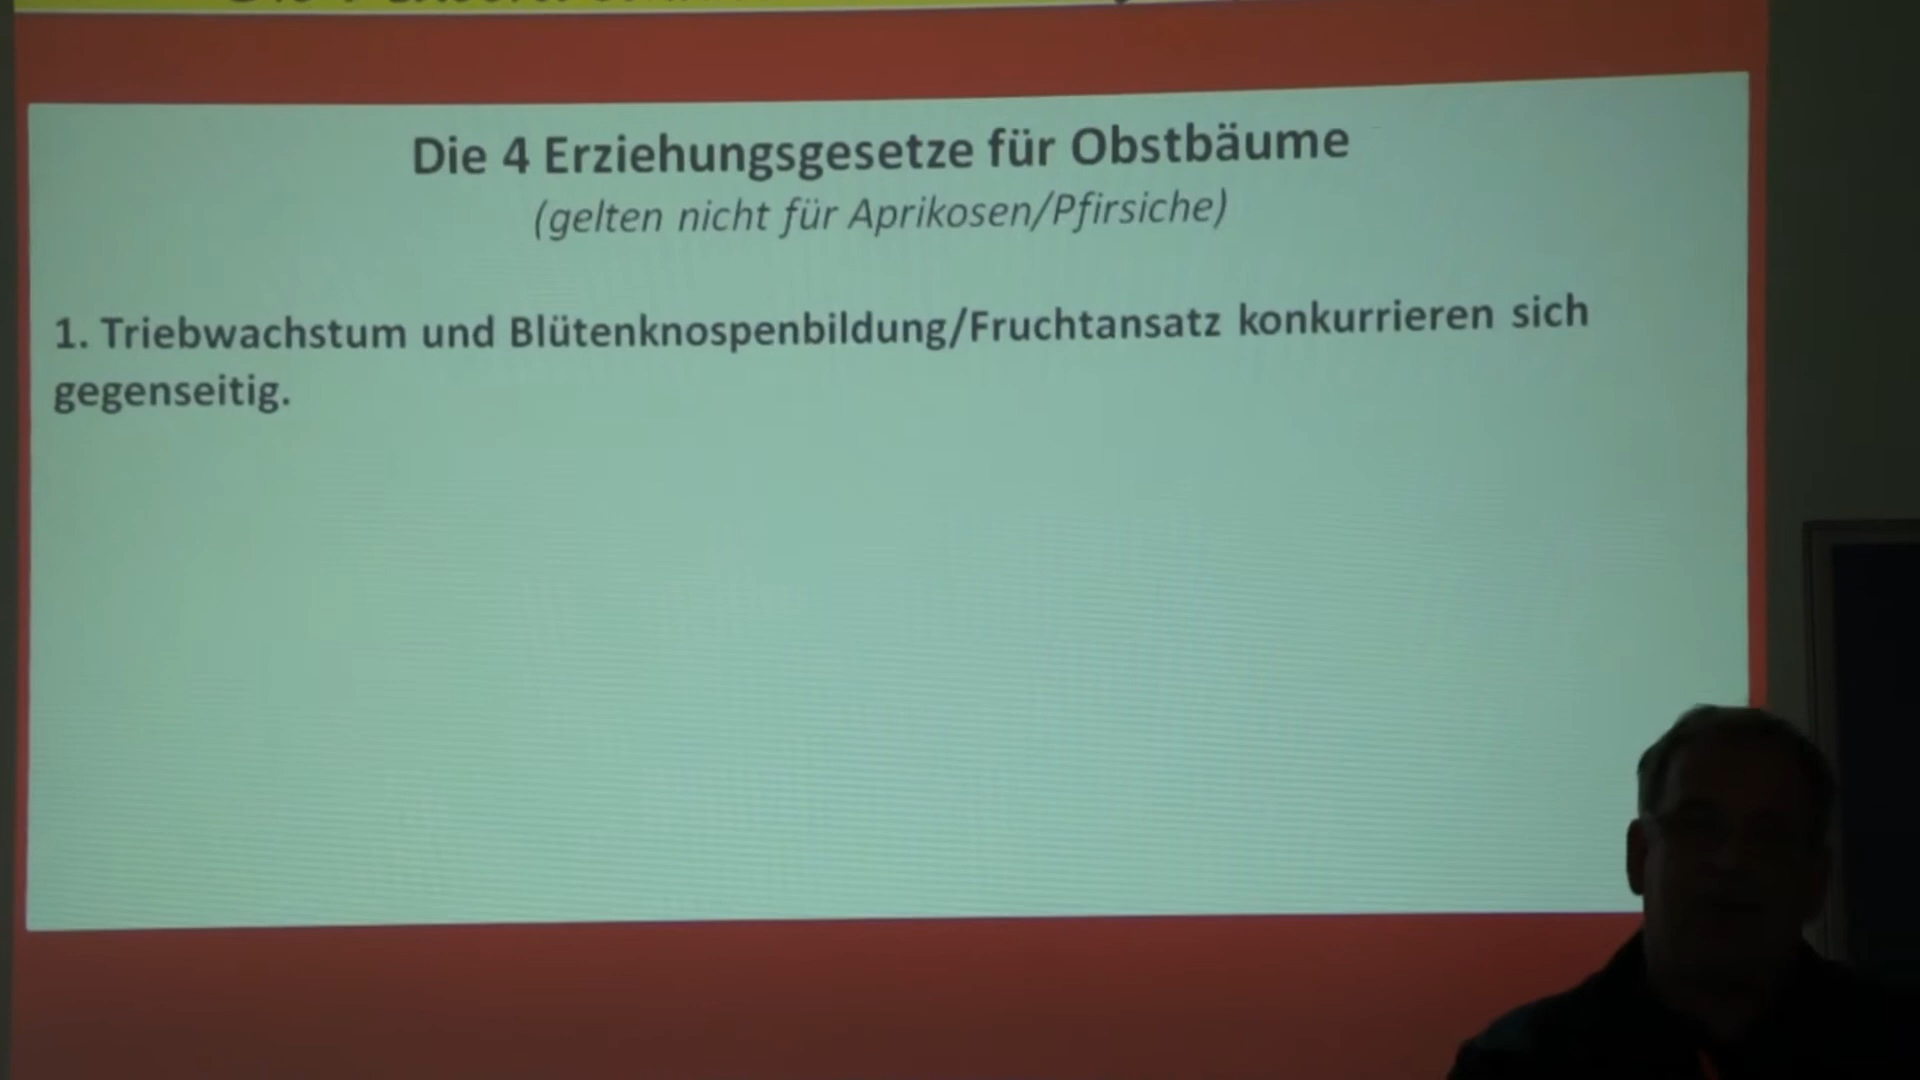 Die 4 Erziehungsgesetze für Obstbäume
(gelten nicht für Aprikosen/Pfirsiche)
1. Triebwachstum und Blütenknospenbildung/Fruchtansatz konkurrieren sich
gegenseitig.